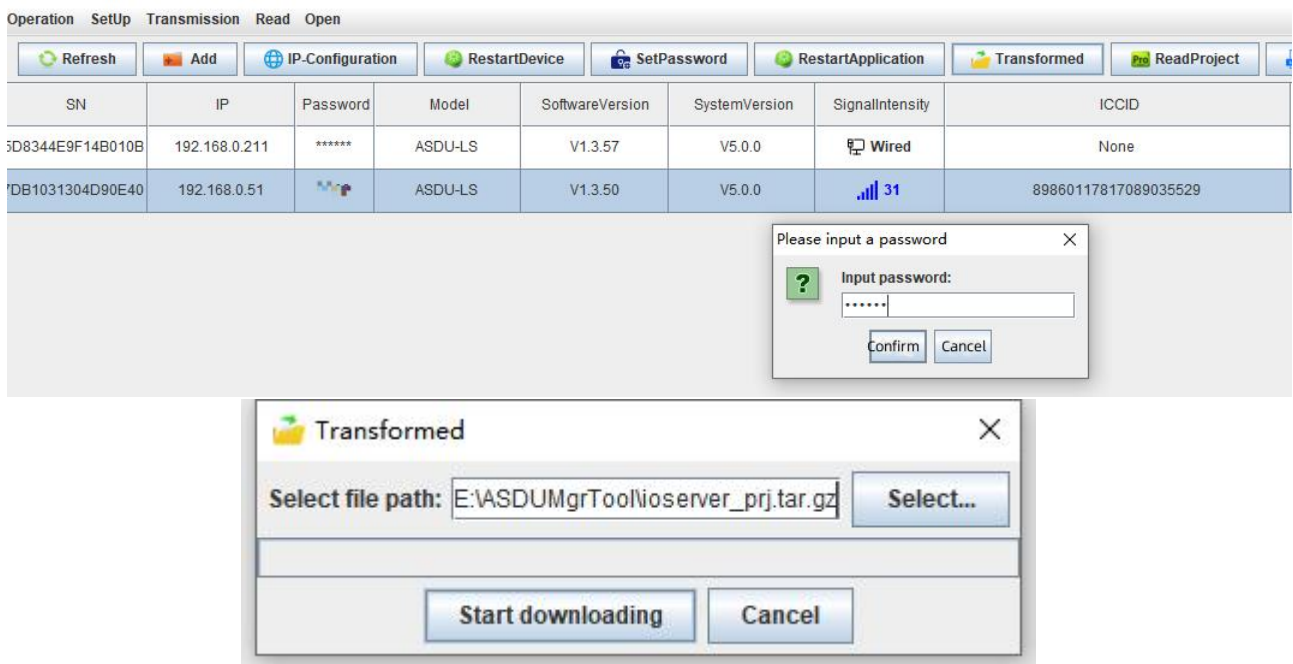 Operation SetUp Transmission Read Open
Refresh Add IP-Configuration RestartDevice SetPassword RestartApplication Transformed Pro ReadProject
SN IP Password Model SoftwareVersion SystemVersion SignalIntensity ICCID
5D8344E9F14B010B 192.168.0.211 ****** ASDU-LS V1.3.57 V5.0.0 Wired None
7DB1031304D90E40 192.168.0.51 ASDU-LS V1.3.50 V5.0.0 31 89860117817089035529
Please input a password
Input password:
••••••
Confirm Cancel
Transformed
Select file path: E:\ASDUMgrTool\ioserver_prj.tar.gz Select...
Start downloading Cancel